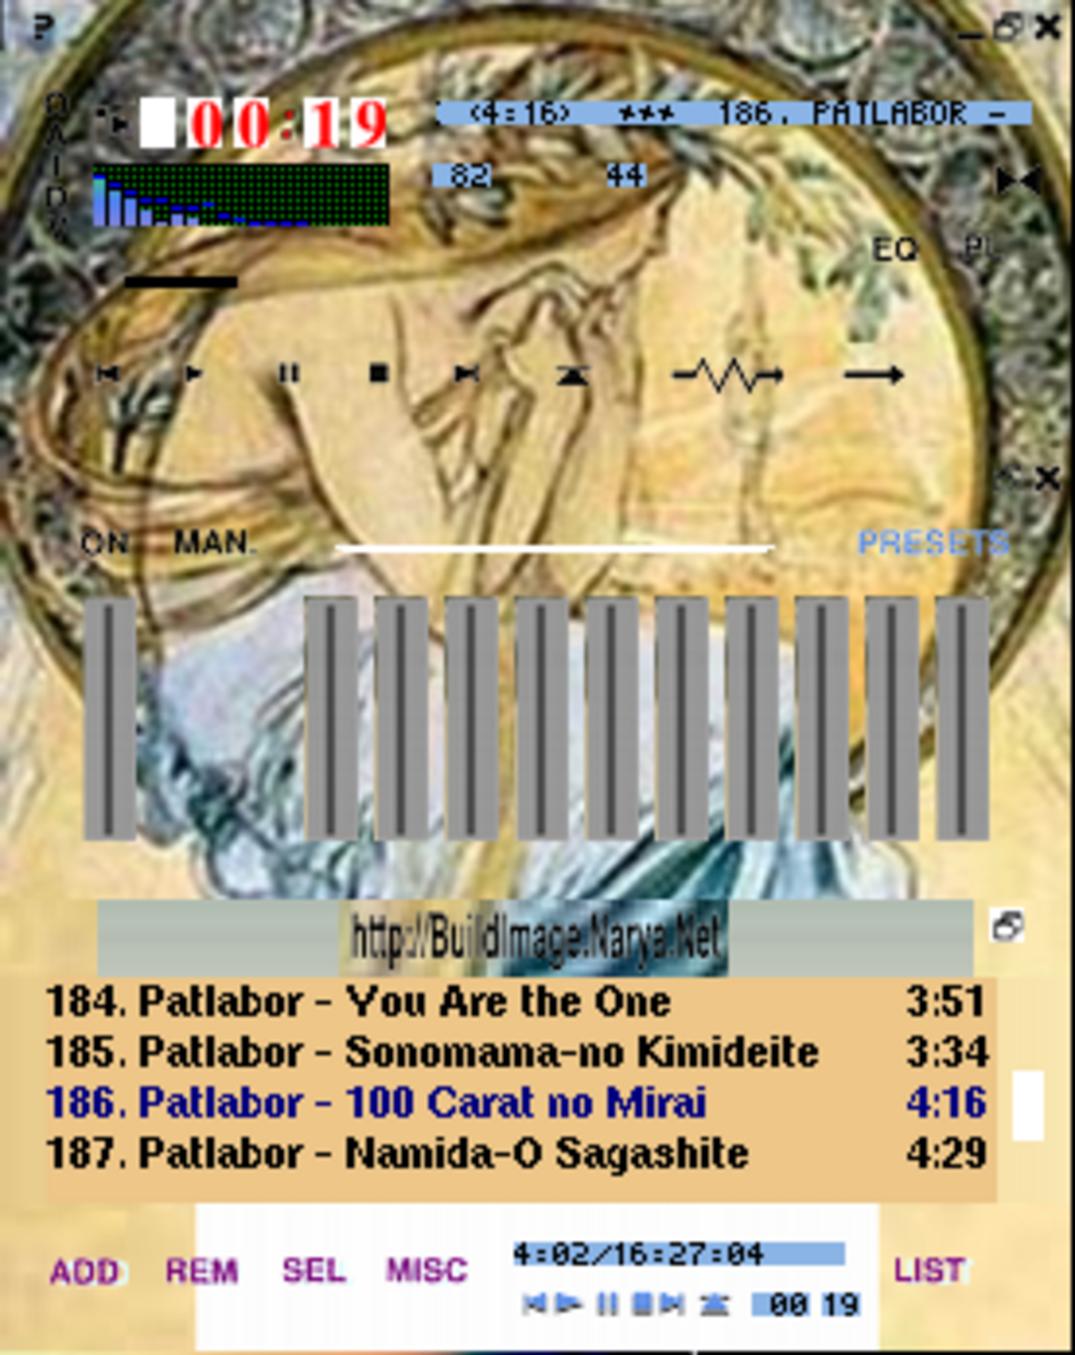 ?
O A I D V
00:19
(4:16) *** 186. PATLABOR -
82 44
EQ PL
ON MAN. PRESETS
http://BuildImage.Narya.Net
184. Patlabor - You Are the One 3:51
185. Patlabor - Sonomama-no Kimideite 3:34
186. Patlabor - 100 Carat no Mirai 4:16
187. Patlabor - Namida-O Sagashite 4:29
ADD REM SEL MISC 4:02/16:27:04 LIST
00 19